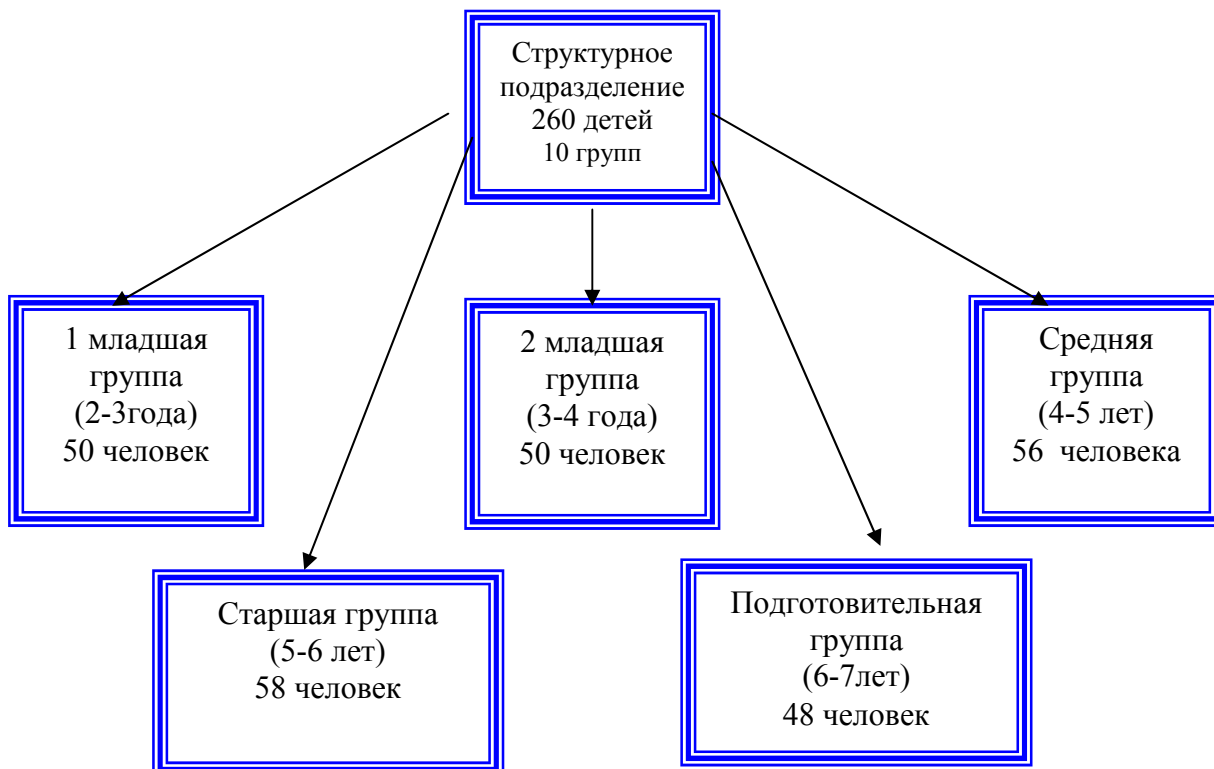 Структурное
подразделение
260 детей
10 групп
1 младшая
группа
(2-3года)
50 человек
2 младшая
группа
(3-4 года)
50 человек
Средняя
группа
(4-5 лет)
56  человека
Старшая группа
(5-6 лет)
58 человек
Подготовительная
группа
(6-7лет)
48 человек